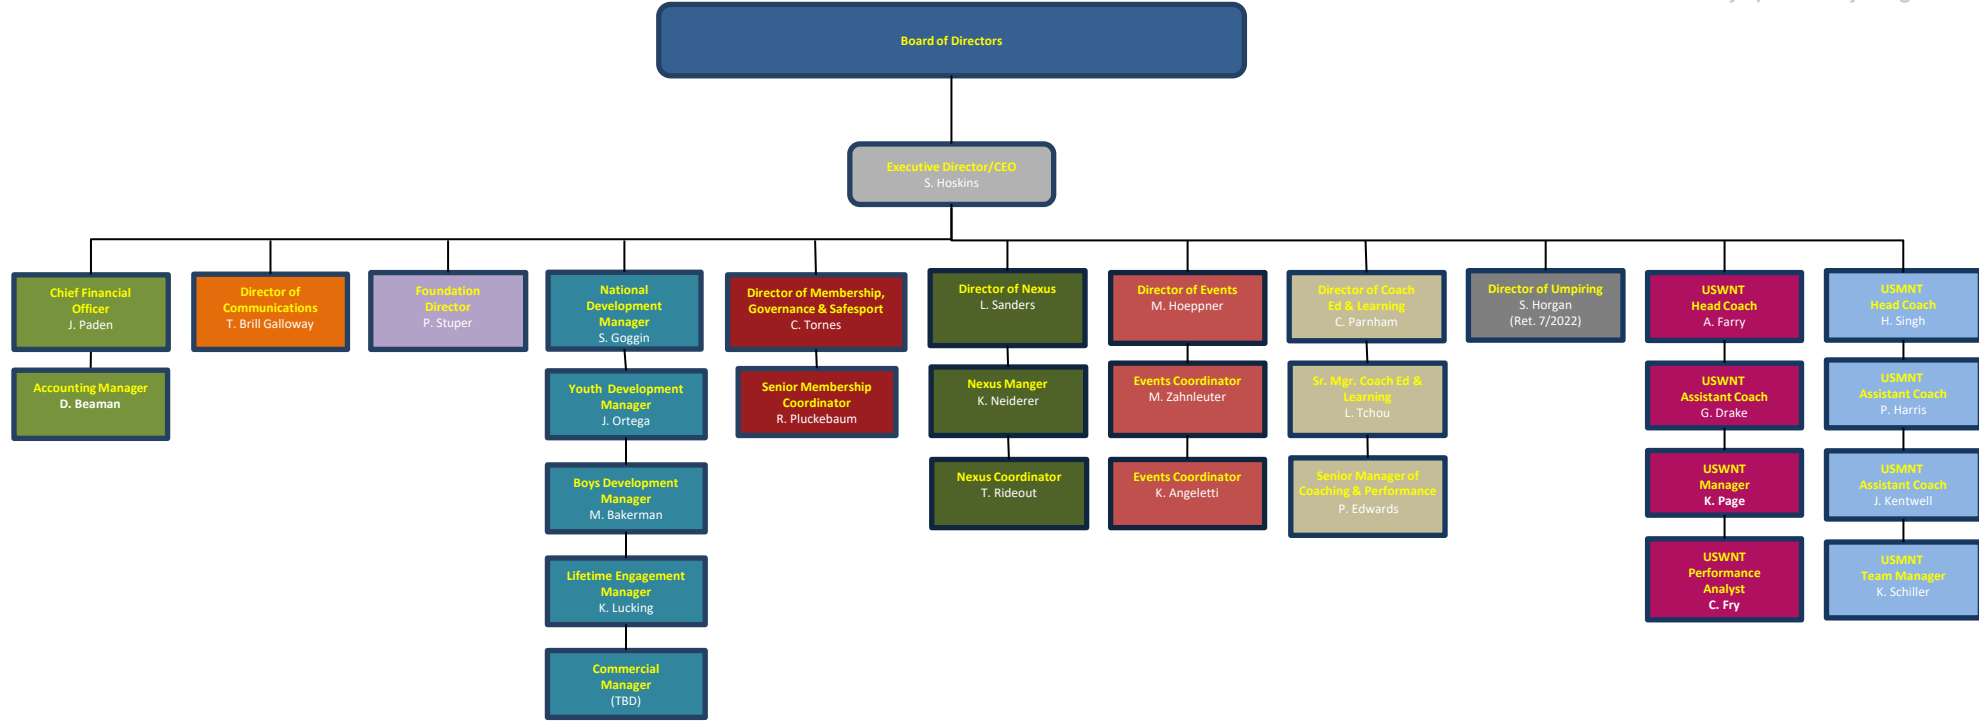 Board of Directors
Executive Director/CEO
S. Hoskins
Chief Financial
Officer
J. Paden
Accounting Manager
D. Beaman
Director of
Communications
T. Brill Galloway
Foundation
Director
P. Stuper
National
Development
Manager
S. Goggin
Youth Development
Manager
J. Ortega
Boys Development
Manager
M. Bakerman
Lifetime Engagement
Manager
K. Lucking
Commercial
Manager
(TBD)
Director of Membership,
Governance & Safesport
C. Tornes
Senior Membership
Coordinator
R. Pluckebaum
Director of Nexus
L. Sanders
Nexus Manger
K. Neiderer
Nexus Coordinator
T. Rideout
Director of Events
M. Hoeppner
Events Coordinator
M. Zahnleuter
Events Coordinator
K. Angeletti
Director of Coach
Ed & Learning
C. Parnham
Sr. Mgr. Coach Ed &
Learning
L. Tchou
Senior Manager of
Coaching & Performance
P. Edwards
Director of Umpiring
S. Horgan
(Ret. 7/2022)
USWNT
Head Coach
A. Farry
USWNT
Assistant Coach
G. Drake
USWNT
Manager
K. Page
USWNT
Performance
Analyst
C. Fry
USMNT
Head Coach
H. Singh
USMNT
Assistant Coach
P. Harris
USMNT
Assistant Coach
J. Kentwell
USMNT
Team Manager
K. Schiller